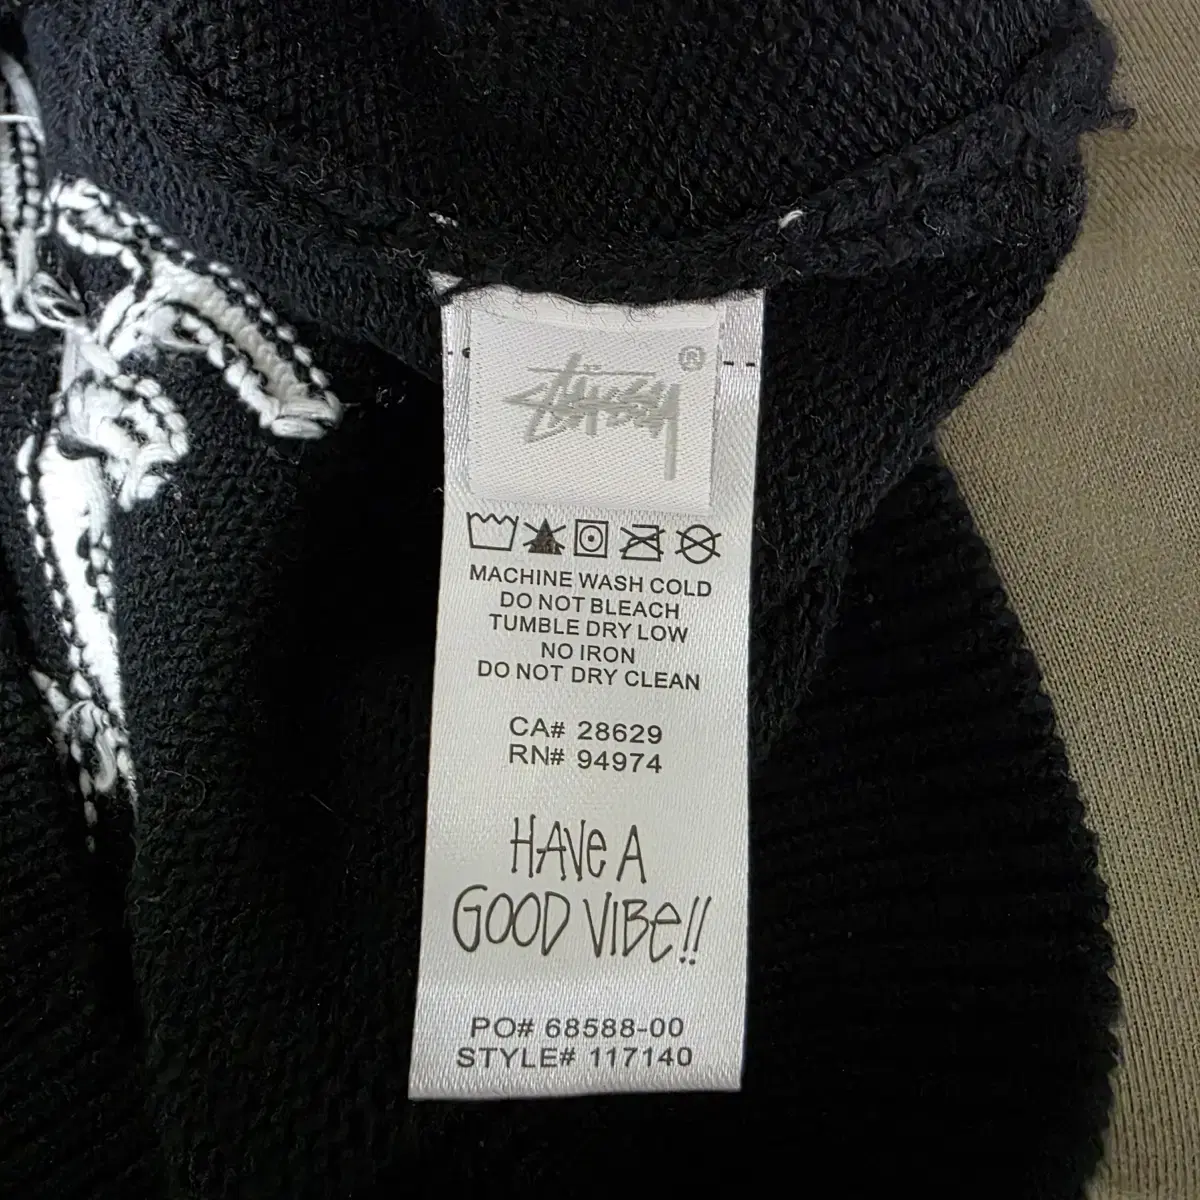 Stüssy ®
MACHINE WASH COLD
DO NOT BLEACH
TUMBLE DRY LOW
NO IRON
DO NOT DRY CLEAN
CA# 28629
RN# 94974
HAVe A
GOOD VIBe!!
PO# 68588-00
STYLE# 117140